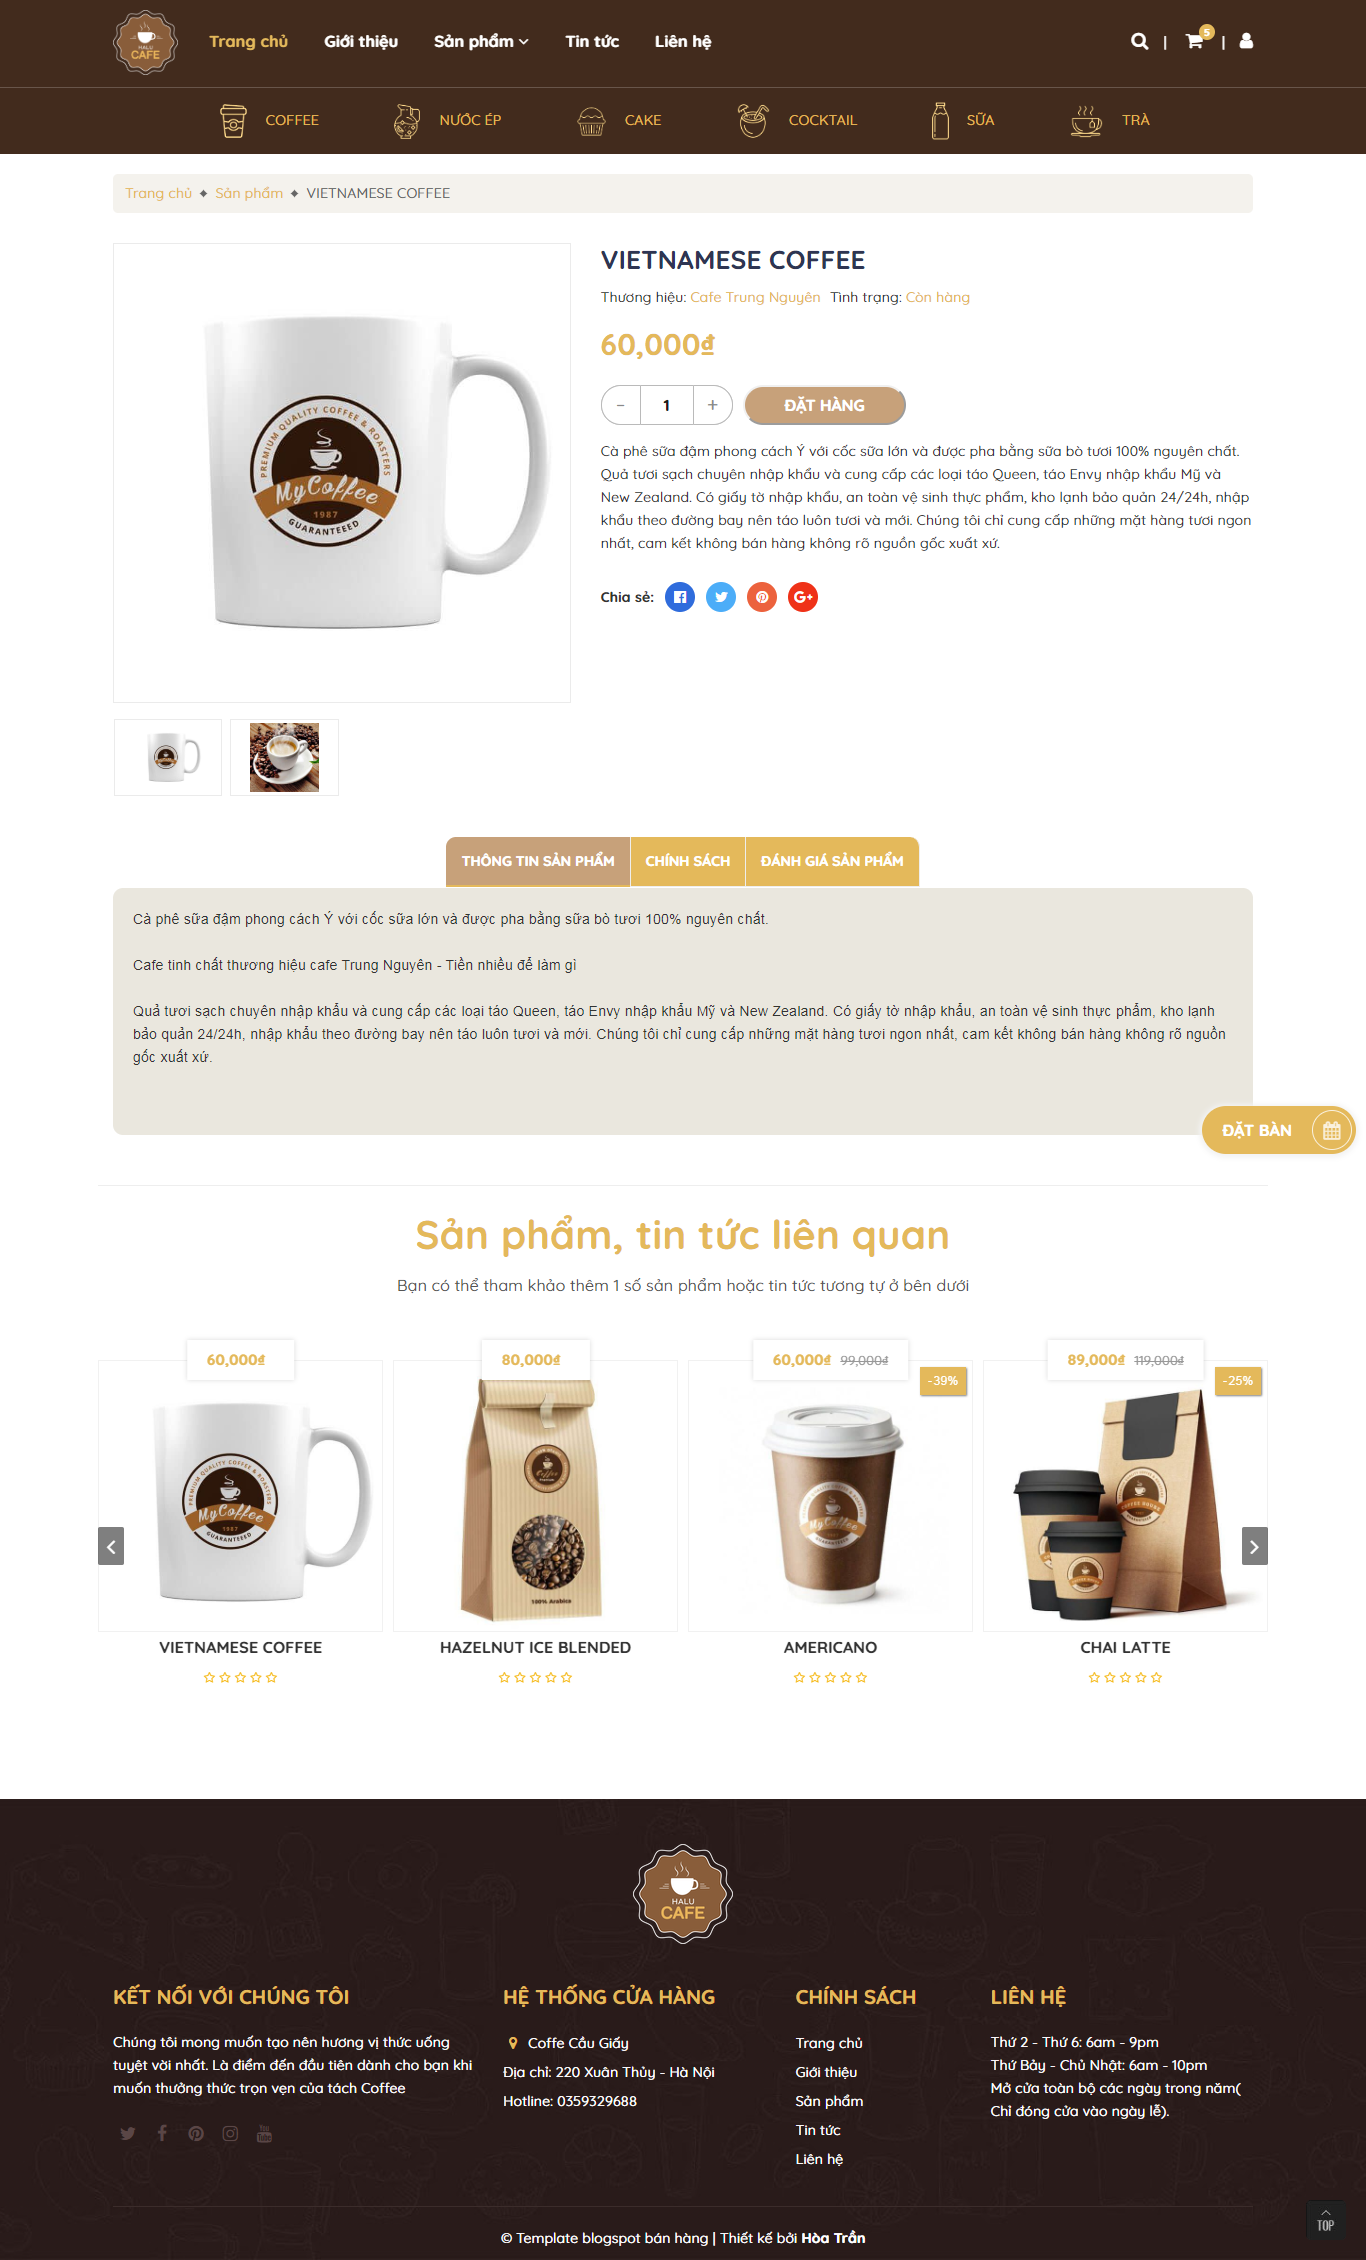 HALU
CAFE
Trang chủ
Giới thiệu
Sản phẩm
Tin tức
Liên hệ
5
COFFEE
NƯỚC ÉP
CAKE
COCKTAIL
SỮA
TRÀ
Trang chủ ◆ Sản phẩm ◆ VIETNAMESE COFFEE
PREMIUM QUALITY COFFEE & ROASTERS
MyCoffee
1987
GUARANTEEED
VIETNAMESE COFFEE
Thương hiệu: Cafe Trung Nguyên Tình trạng: Còn hàng
60,000₫
- 1 +
ĐẶT HÀNG
Cà phê sữa đậm phong cách Ý với cốc sữa lớn và được pha bằng sữa bò tươi 100% nguyên chất.
Quả tươi sạch chuyên nhập khẩu và cung cấp các loại táo Queen, táo Envy nhập khẩu Mỹ và
New Zealand. Có giấy tờ nhập khẩu, an toàn vệ sinh thực phẩm, kho lạnh bảo quản 24/24h, nhập
khẩu theo đường bay nên táo luôn tươi và mới. Chúng tôi chỉ cung cấp những mặt hàng tươi ngon
nhất, cam kết không bán hàng không rõ nguồn gốc xuất xứ.
Chia sẻ:
THÔNG TIN SẢN PHẨM
CHÍNH SÁCH
ĐÁNH GIÁ SẢN PHẨM
Cà phê sữa đậm phong cách Ý với cốc sữa lớn và được pha bằng sữa bò tươi 100% nguyên chất.
Cafe tinh chất thương hiệu cafe Trung Nguyên - Tiền nhiều để làm gì
Quả tươi sạch chuyên nhập khẩu và cung cấp các loại táo Queen, táo Envy nhập khẩu Mỹ và New Zealand. Có giấy tờ nhập khẩu, an toàn vệ sinh thực phẩm, kho lạnh
bảo quản 24/24h, nhập khẩu theo đường bay nên táo luôn tươi và mới. Chúng tôi chỉ cung cấp những mặt hàng tươi ngon nhất, cam kết không bán hàng không rõ nguồn
gốc xuất xứ.
ĐẶT BÀN
Sản phẩm, tin tức liên quan
Bạn có thể tham khảo thêm 1 số sản phẩm hoặc tin tức tương tự ở bên dưới
60,000₫
PREMIUM QUALITY COFFEE & ROASTERS
MyCoffee
1987
GUARANTEEED
VIETNAMESE COFFEE
80,000₫
Coffee
100% Arabica
HAZELNUT ICE BLENDED
60,000₫ 99,000₫
-39%
MyCoffee
AMERICANO
89,000₫ 119,000₫
-25%
COFFEE HOUSE
CHAI LATTE
HALU
CAFE
KẾT NỐI VỚI CHÚNG TÔI
Chúng tôi mong muốn tạo nên hương vị thức uống
tuyệt vời nhất. Là điểm đến đầu tiên dành cho bạn khi
muốn thưởng thức trọn vẹn của tách Coffee
HỆ THỐNG CỬA HÀNG
Coffe Cầu Giấy
Địa chỉ: 220 Xuân Thủy - Hà Nội
Hotline: 0359329688
CHÍNH SÁCH
Trang chủ
Giới thiệu
Sản phẩm
Tin tức
Liên hệ
LIÊN HỆ
Thứ 2 - Thứ 6: 6am - 9pm
Thứ Bảy - Chủ Nhật: 6am - 10pm
Mở cửa toàn bộ các ngày trong năm(
Chỉ đóng cửa vào ngày lễ).
TOP
© Template blogspot bán hàng | Thiết kế bởi Hòa Trần